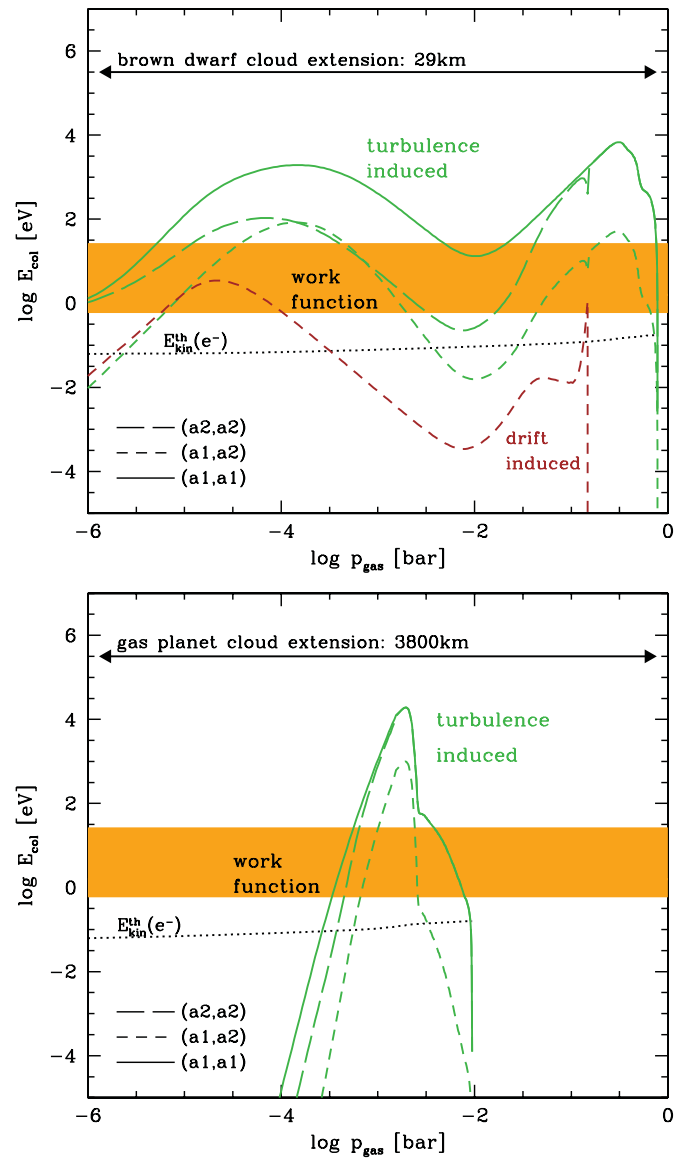 6
brown dwarf cloud extension: 29km
4
turbulence
induced
2
work
function
0
E_kin^th(e⁻)
−2
(a2,a2)
(a1,a2)
(a1,a1)
drift
induced
−4
log E_col [eV]
−6
−4
−2
0
log p_gas [bar]
6
gas planet cloud extension: 3800km
4
turbulence
induced
2
work
function
0
E_kin^th(e⁻)
−2
(a2,a2)
(a1,a2)
(a1,a1)
−4
log E_col [eV]
−6
−4
−2
0
log p_gas [bar]